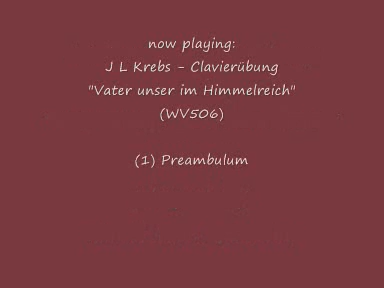 now playing:
J L Krebs - Clavierübung
"Vater unser im Himmelreich"
(WV506)
(1) Preambulum